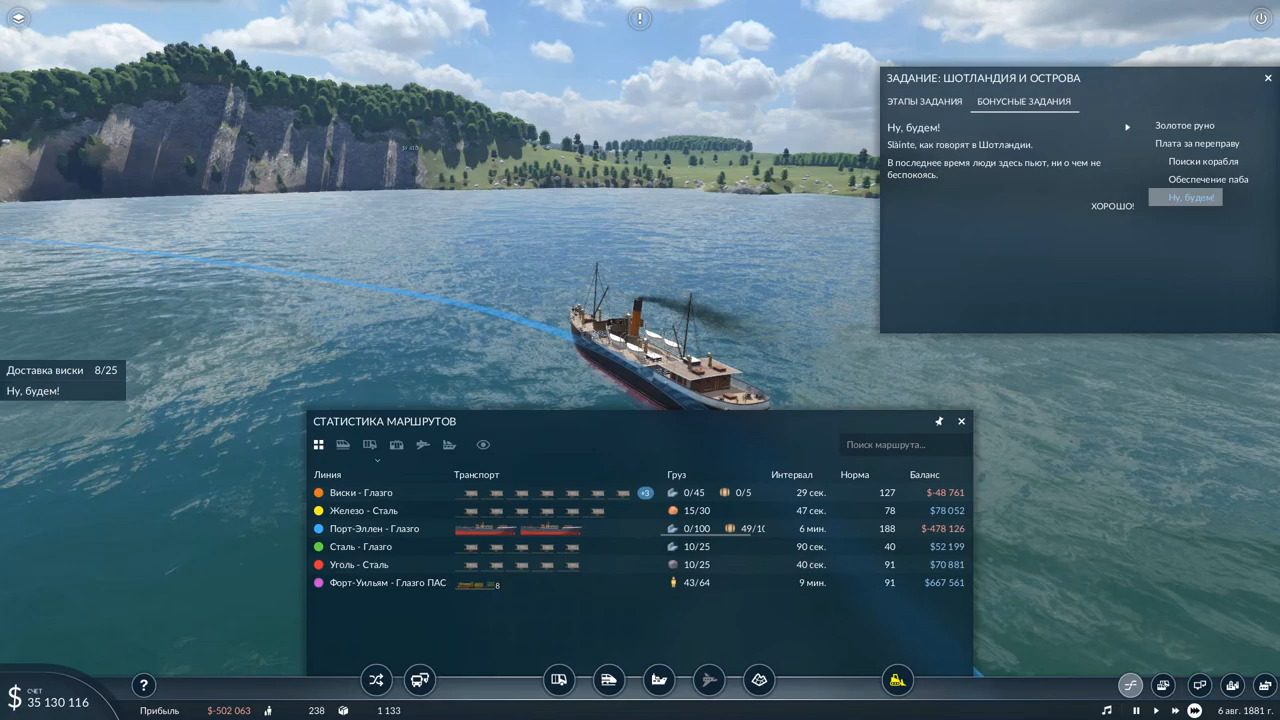 ЗАДАНИЕ: ШОТЛАНДИЯ И ОСТРОВА
ЭТАПЫ ЗАДАНИЯ БОНУСНЫЕ ЗАДАНИЯ
Ну, будем!
Slàinte, как говорят в Шотландии.
В последнее время люди здесь пьют, ни о чем не
беспокоясь.
ХОРОШО!
Золотое руно
Плата за переправу
Поиски корабля
Обеспечение паба
Ну, будем!
Доставка виски 8/25
Ну, будем!
СТАТИСТИКА МАРШРУТОВ
Поиск маршрута...
Линия Транспорт Груз Интервал Норма Баланс
Виски - Глазго +3 0/45 0/5 29 сек. 127 $-48 761
Железо - Сталь 15/30 47 сек. 78 $78 052
Порт-Эллен - Глазго 0/100 49/10 6 мин. 188 $-478 126
Сталь - Глазго 10/25 90 сек. 40 $52 199
Уголь - Сталь 10/25 40 сек. 91 $70 881
Форт-Уильям - Глазго ПАС 8 43/64 9 мин. 91 $667 561
$ СЧЕТ
35 130 116
?
Прибыль $-502 063 238 1 133
6 авг. 1881 г.